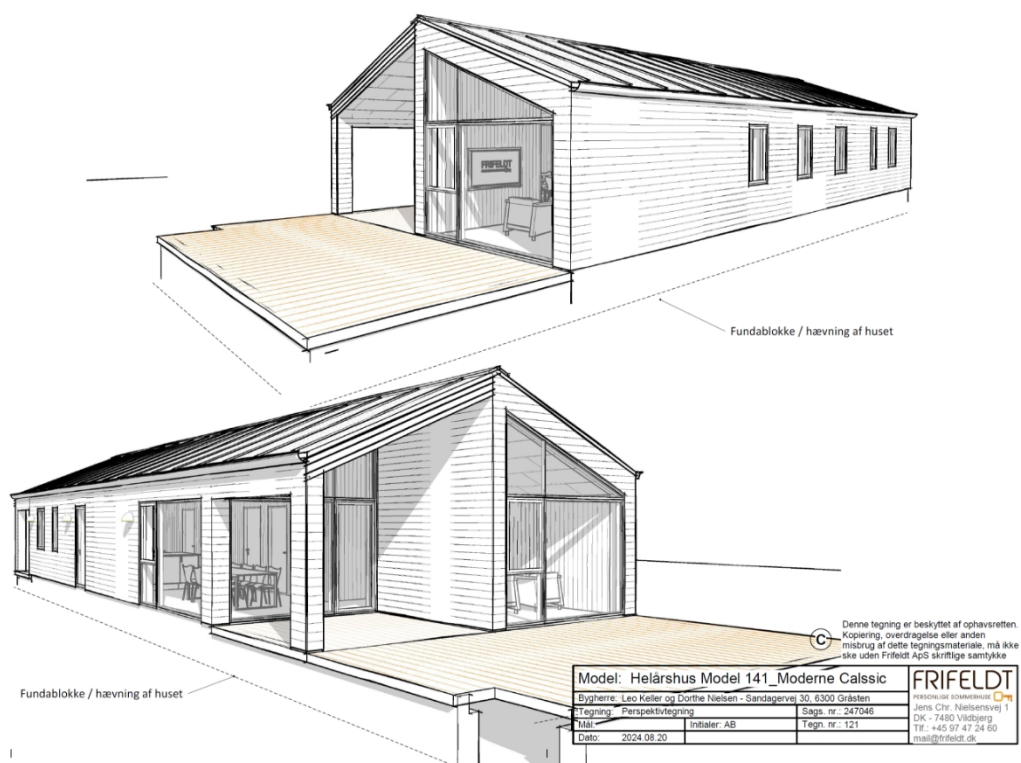 FRIFELDT
Fundablokke / hævning af huset
Fundablokke / hævning af huset
C
Denne tegning er beskyttet af ophavsretten.
Kopiering, overdragelse eller anden
misbrug af dette tegningsmateriale, må ikke
ske uden Frifeldt ApS skriftlige samtykke
Model: Helårshus Model 141_Moderne Calssic
Bygherre: Leo Keller og Dorthe Nielsen - Sandagervej 30, 6300 Gråsten
Tegning: Perspektivtegning
Sags. nr.: 247046
Mål:
Initialer: AB
Tegn. nr.: 121
Dato: 2024.08.20
FRIFELDT
PERSONLIGE SOMMERHUSE
Jens Chr. Nielsensvej 1
DK - 7480 Vildbjerg
Tlf.: +45 97 47 24 60
mail@frifeldt.dk